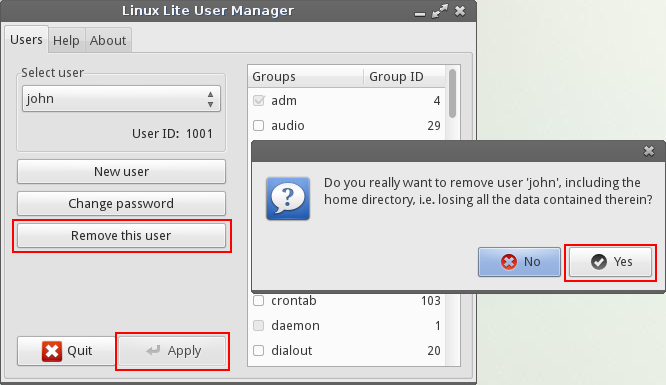 Linux Lite User Manager
Users Help About
Select user
john
User ID: 1001
New user
Change password
Remove this user
Quit
Apply
Groups Group ID
adm 4
audio 29
Do you really want to remove user 'john', including the
home directory, i.e. losing all the data contained therein?
No
Yes
crontab 103
daemon 1
dialout 20